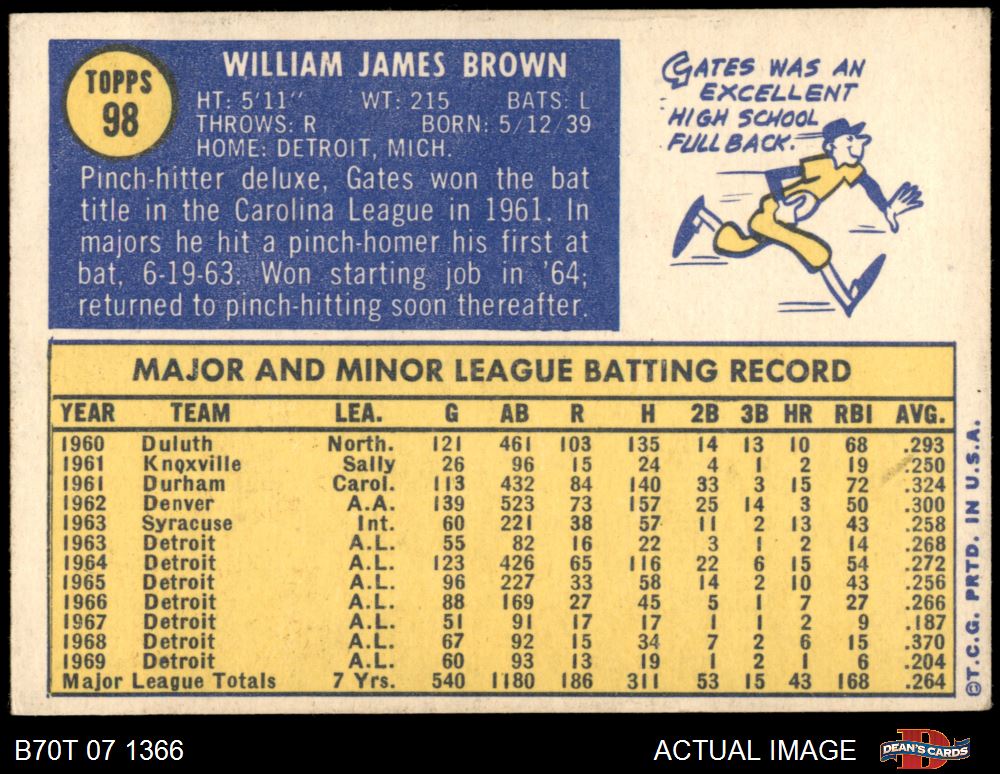 TOPPS
98
WILLIAM JAMES BROWN
HT: 5'11" WT: 215 BATS: L
THROWS: R BORN: 5/12/39
HOME: DETROIT, MICH.
Pinch-hitter deluxe, Gates won the bat
title in the Carolina League in 1961. In
majors he hit a pinch-homer his first at
bat, 6-19-63. Won starting job in '64;
returned to pinch-hitting soon thereafter.
GATES WAS AN
EXCELLENT
HIGH SCHOOL
FULLBACK.
MAJOR AND MINOR LEAGUE BATTING RECORD
YEAR TEAM LEA. G AB R H 2B 3B HR RBI AVG.
1960 Duluth North. 121 461 103 135 14 13 10 68 .293
1961 Knoxville Sally 26 96 15 24 4 1 2 19 .250
1961 Durham Carol. 113 432 84 140 33 3 15 72 .324
1962 Denver A.A. 139 523 73 157 25 14 3 50 .300
1963 Syracuse Int. 60 221 38 57 11 2 13 43 .258
1963 Detroit A.L. 55 82 16 22 3 1 2 14 .268
1964 Detroit A.L. 123 426 65 116 22 6 15 54 .272
1965 Detroit A.L. 96 227 33 58 14 2 10 43 .256
1966 Detroit A.L. 88 169 27 45 5 1 7 27 .266
1967 Detroit A.L. 51 91 17 17 1 1 2 9 .187
1968 Detroit A.L. 67 92 15 34 7 2 6 15 .370
1969 Detroit A.L. 60 93 13 19 1 2 1 6 .204
Major League Totals 7 Yrs. 540 1180 186 311 53 15 43 168 .264
©T.C.G. PRTD. IN U.S.A.
B70T 07 1366
ACTUAL IMAGE
D
DEAN'S CARDS